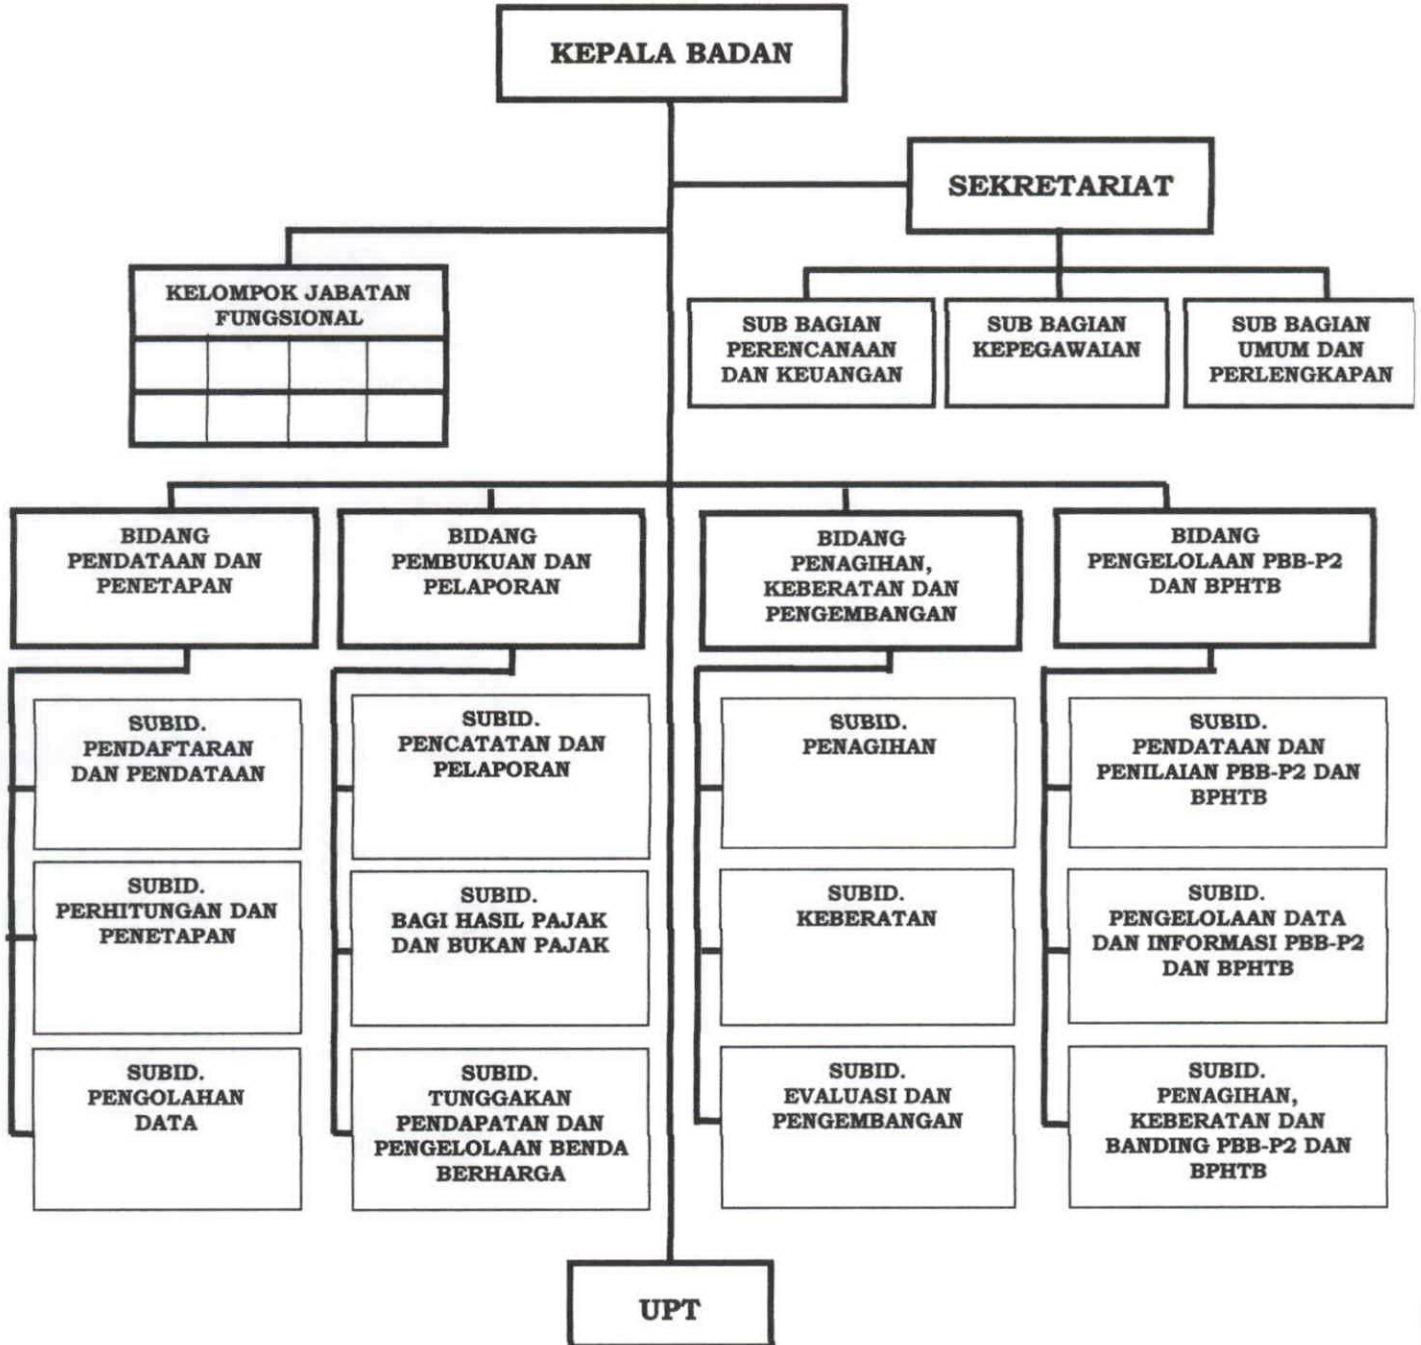 KEPALA BADAN
SEKRETARIAT
KELOMPOK JABATAN
FUNGSIONAL
SUB BAGIAN
PERENCANAAN
DAN KEUANGAN
SUB BAGIAN
KEPEGAWAIAN
SUB BAGIAN
UMUM DAN
PERLENGKAPAN
BIDANG
PENDATAAN DAN
PENETAPAN
BIDANG
PEMBUKUAN DAN
PELAPORAN
BIDANG
PENAGIHAN,
KEBERATAN DAN
PENGEMBANGAN
BIDANG
PENGELOLAAN PBB-P2
DAN BPHTB
SUBID.
PENDAFTARAN
DAN PENDATAAN
SUBID.
PENCATATAN DAN
PELAPORAN
SUBID.
PENAGIHAN
SUBID.
PENDATAAN DAN
PENILAIAN PBB-P2 DAN
BPHTB
SUBID.
PERHITUNGAN DAN
PENETAPAN
SUBID.
BAGI HASIL PAJAK
DAN BUKAN PAJAK
SUBID.
KEBERATAN
SUBID.
PENGELOLAAN DATA
DAN INFORMASI PBB-P2
DAN BPHTB
SUBID.
PENGOLAHAN
DATA
SUBID.
TUNGGAKAN
PENDAPATAN DAN
PENGELOLAAN BENDA
BERHARGA
SUBID.
EVALUASI DAN
PENGEMBANGAN
SUBID.
PENAGIHAN,
KEBERATAN DAN
BANDING PBB-P2 DAN
BPHTB
UPT